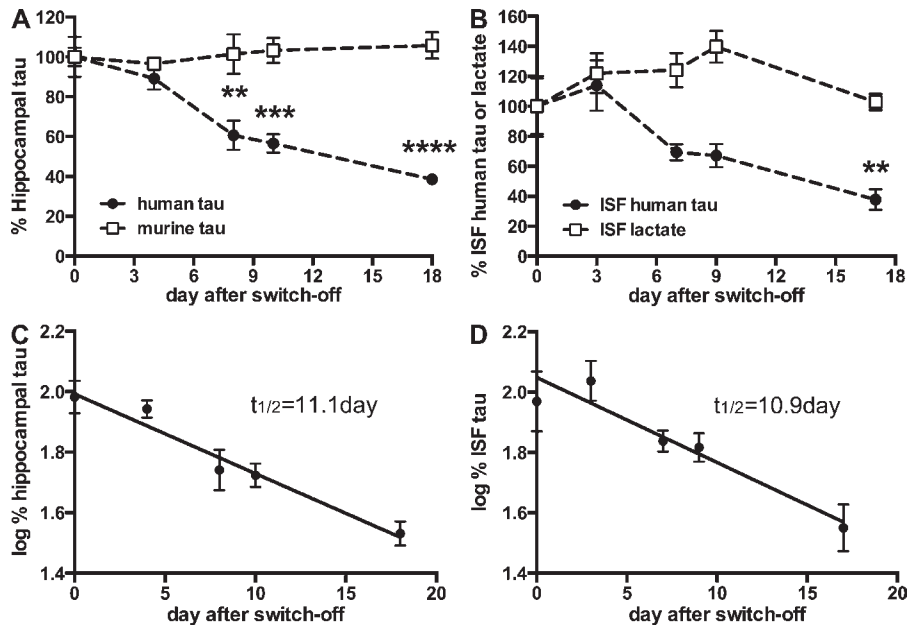 A
% Hippocampal tau
120
100
80
60
40
20
0
**
***
****
human tau
murine tau
0 3 6 9 12 15 18
day after switch-off
B
% ISF human tau or lactate
160
140
120
100
80
60
40
20
0
**
ISF human tau
ISF lactate
0 3 6 9 12 15 18
day after switch-off
C
log % hippocampal tau
2.2
2.0
1.8
1.6
1.4
t1/2=11.1day
0 5 10 15 20
day after switch-off
D
log % ISF tau
2.2
2.0
1.8
1.6
1.4
t1/2=10.9day
0 5 10 15 20
day after switch-off